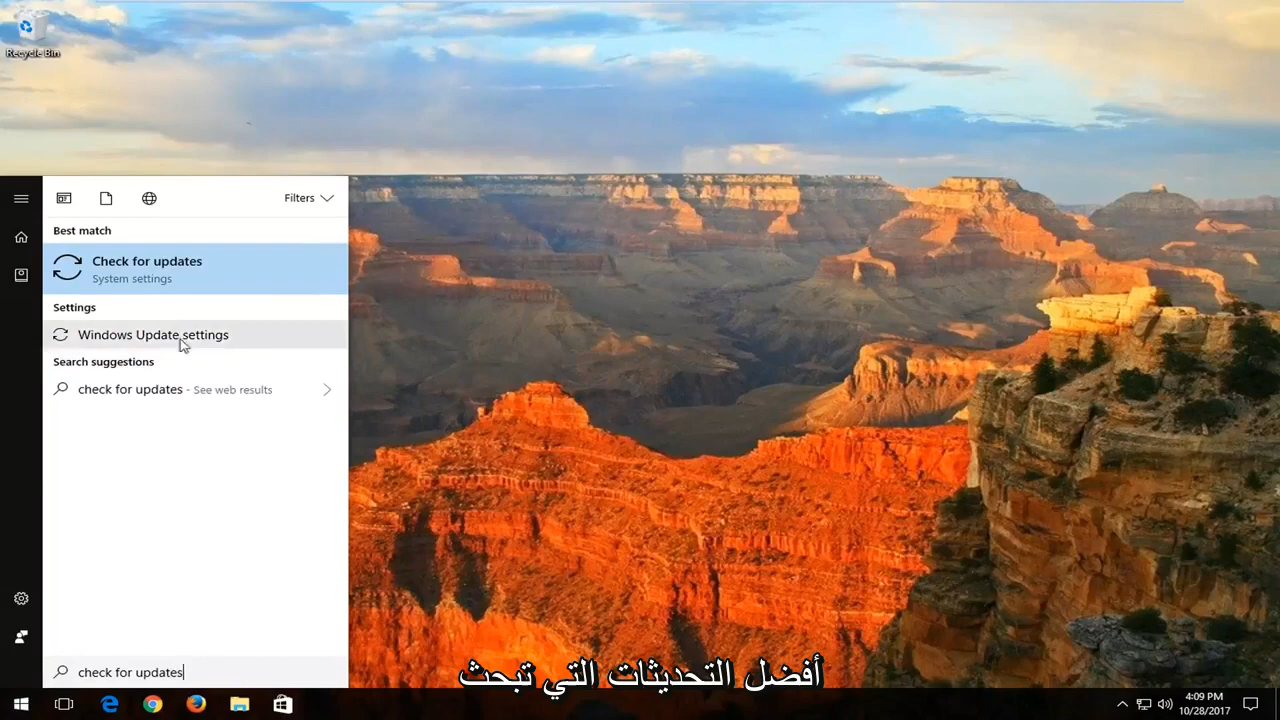 Recycle Bin
Filters
Best match
Check for updates
System settings
Settings
Windows Update settings
Search suggestions
check for updates - See web results
check for updates
أفضل التحديثات التي تبحث
4:09 PM
10/28/2017